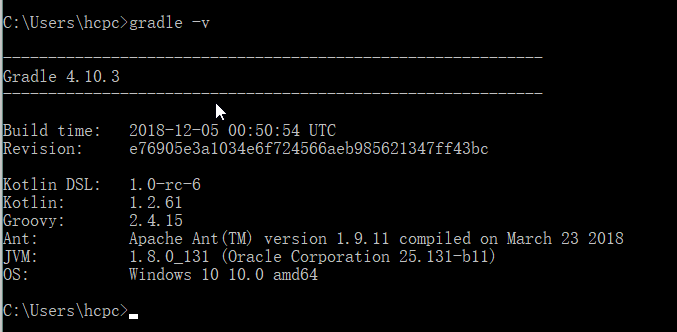 C:\Users\hcpc>gradle -v
------------------------------------------------------------
Gradle 4.10.3
------------------------------------------------------------
Build time:   2018-12-05 00:50:54 UTC
Revision:     e76905e3a1034e6f724566aeb985621347ff43bc
Kotlin DSL:   1.0-rc-6
Kotlin:       1.2.61
Groovy:       2.4.15
Ant:          Apache Ant(TM) version 1.9.11 compiled on March 23 2018
JVM:          1.8.0_131 (Oracle Corporation 25.131-b11)
OS:           Windows 10 10.0 amd64
C:\Users\hcpc>